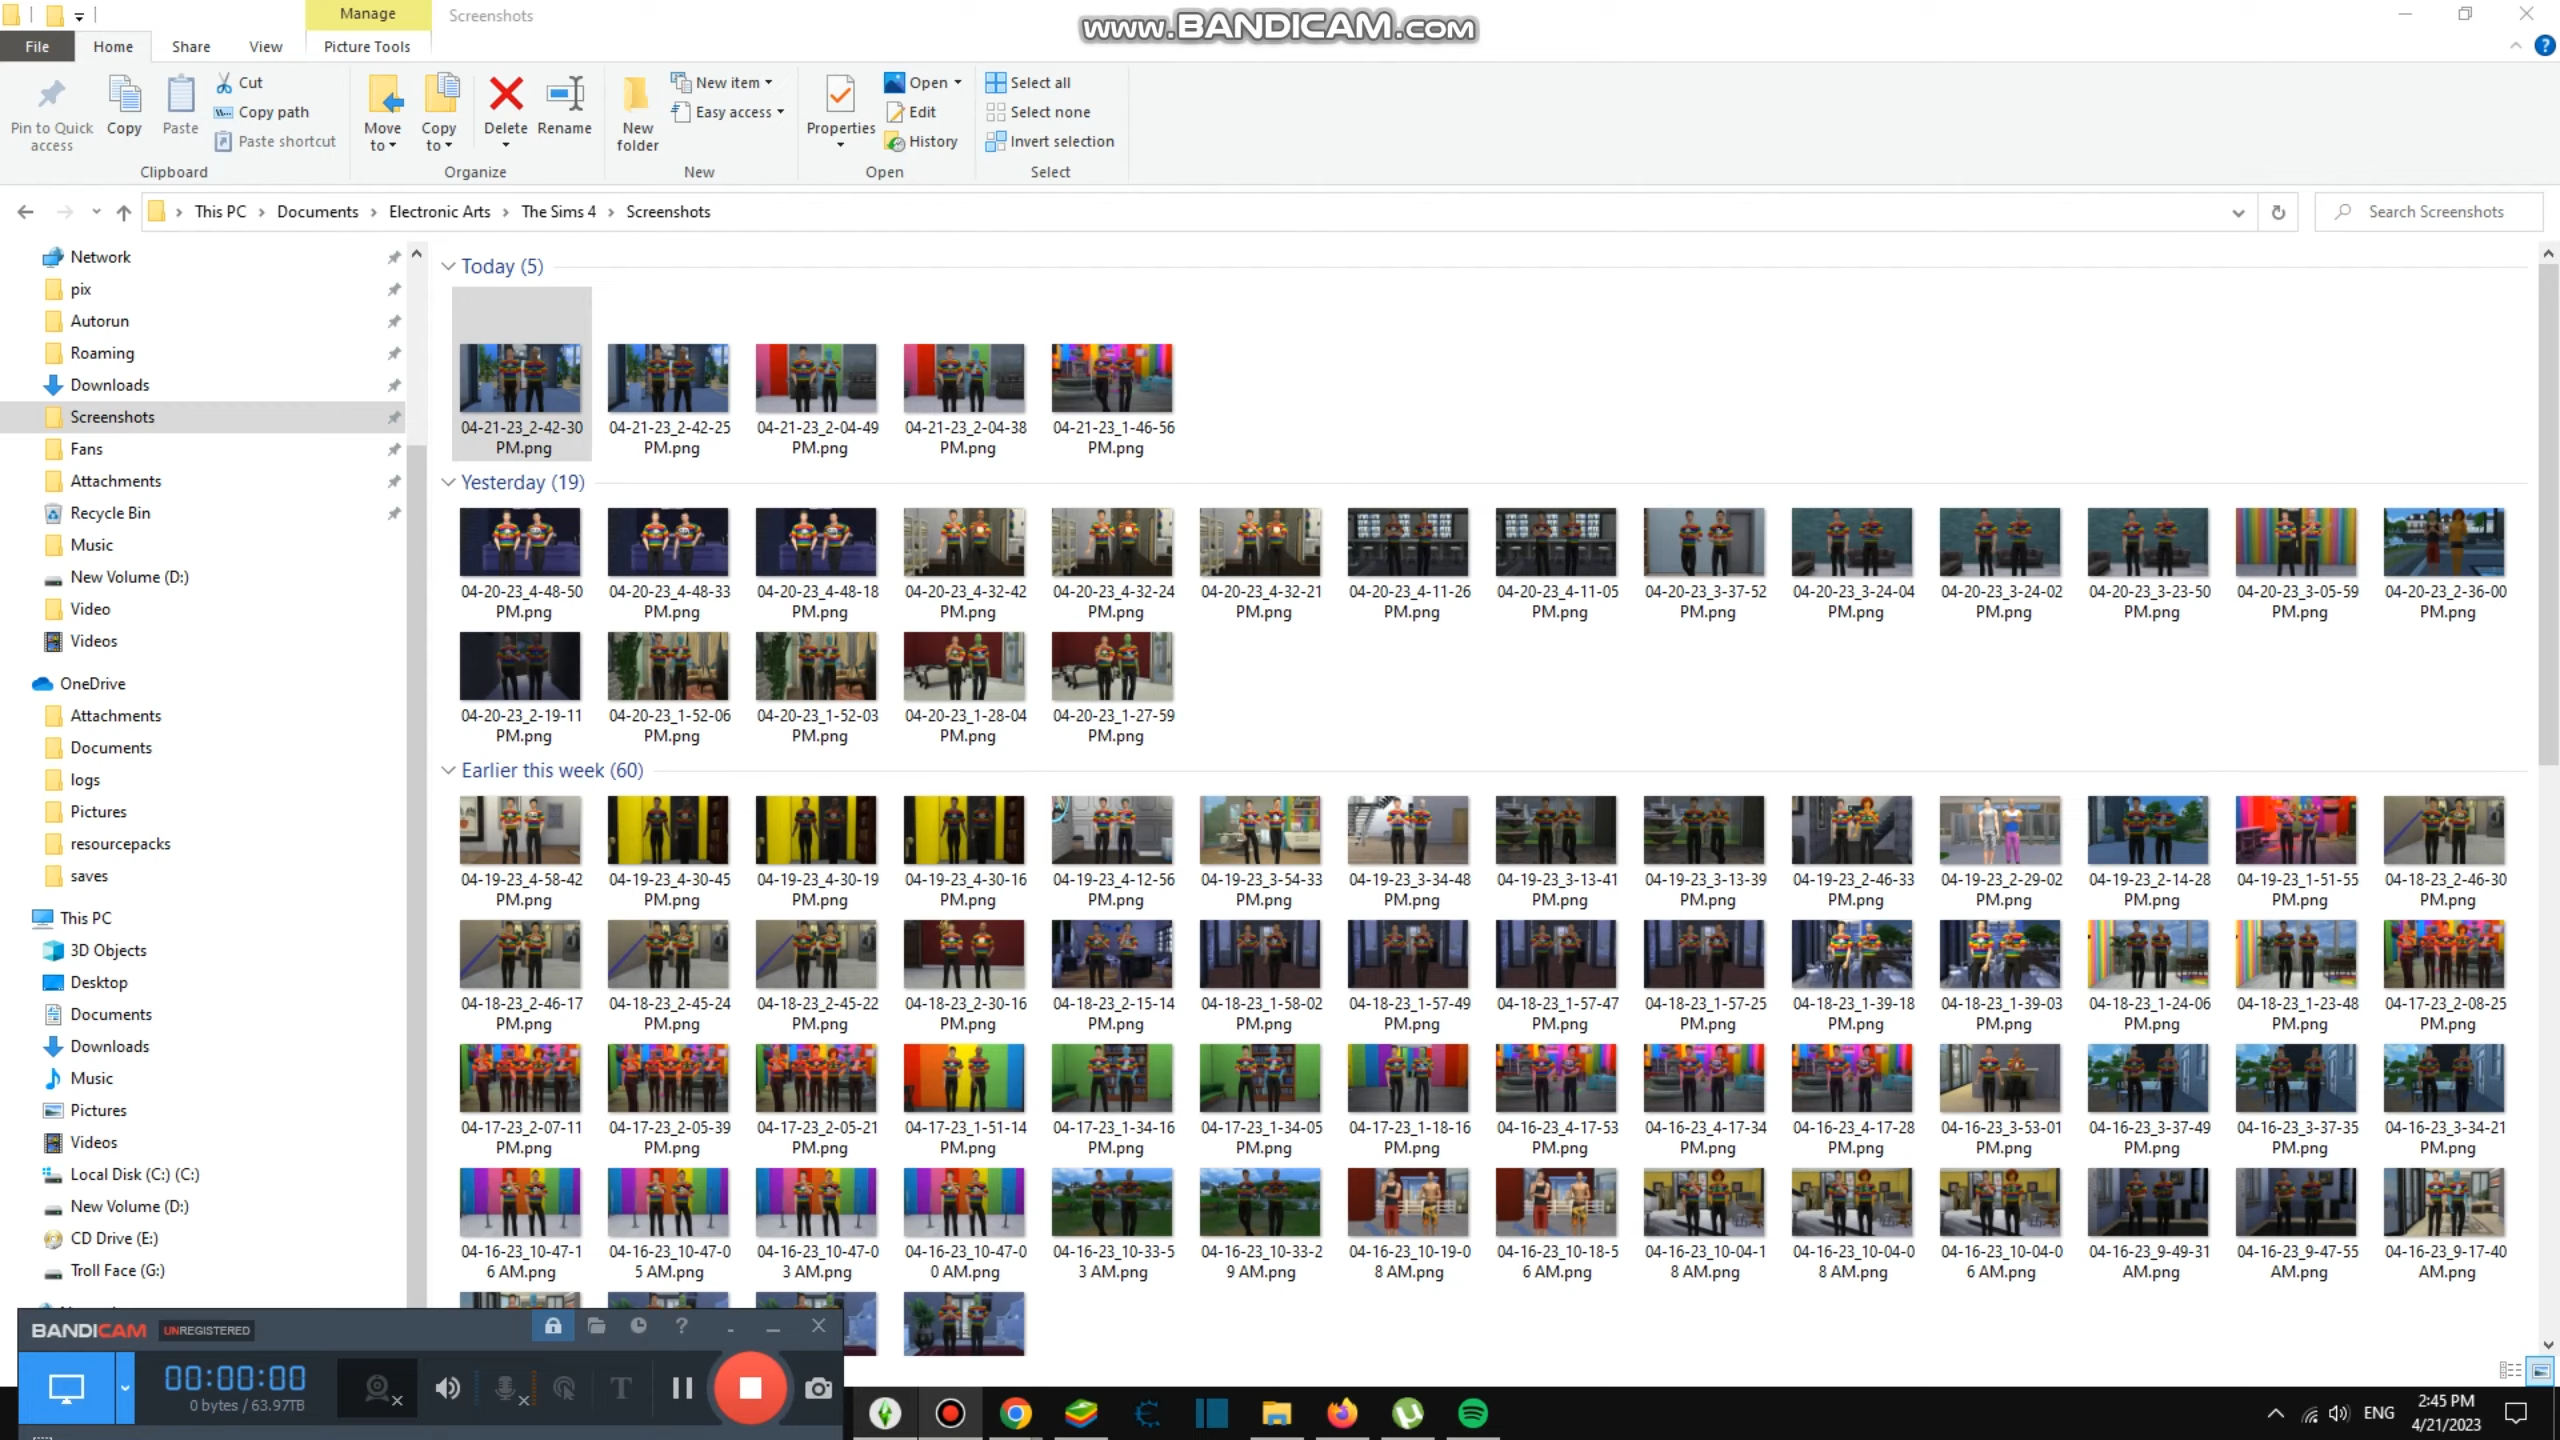 Manage
Screenshots
www.BANDICAM.com
File
Home
Share
View
Picture Tools
Pin to Quick access
Copy
Paste
Cut
Copy path
Paste shortcut
Clipboard
Move to
Copy to
Delete
Rename
Organize
New folder
New item
Easy access
New
Properties
Open
Edit
History
Open
Select all
Select none
Invert selection
Select
This PC
Documents
Electronic Arts
The Sims 4
Screenshots
Search Screenshots
Network
pix
Autorun
Roaming
Downloads
Screenshots
Fans
Attachments
Recycle Bin
Music
New Volume (D:)
Video
Videos
OneDrive
Attachments
Documents
logs
Pictures
resourcepacks
saves
This PC
3D Objects
Desktop
Documents
Downloads
Music
Pictures
Videos
Local Disk (C:) (C:)
New Volume (D:)
CD Drive (E:)
Troll Face (G:)
Today (5)
04-21-23_2-42-30 PM.png
04-21-23_2-42-25 PM.png
04-21-23_2-04-49 PM.png
04-21-23_2-04-38 PM.png
04-21-23_1-46-56 PM.png
Yesterday (19)
04-20-23_4-48-50 PM.png
04-20-23_4-48-33 PM.png
04-20-23_4-48-18 PM.png
04-20-23_4-32-42 PM.png
04-20-23_4-32-24 PM.png
04-20-23_4-32-21 PM.png
04-20-23_4-11-26 PM.png
04-20-23_4-11-05 PM.png
04-20-23_3-37-52 PM.png
04-20-23_3-24-04 PM.png
04-20-23_3-24-02 PM.png
04-20-23_3-23-50 PM.png
04-20-23_3-05-59 PM.png
04-20-23_2-36-00 PM.png
04-20-23_2-19-11 PM.png
04-20-23_1-52-06 PM.png
04-20-23_1-52-03 PM.png
04-20-23_1-28-04 PM.png
04-20-23_1-27-59 PM.png
Earlier this week (60)
04-19-23_4-58-42 PM.png
04-19-23_4-30-45 PM.png
04-19-23_4-30-19 PM.png
04-19-23_4-30-16 PM.png
04-19-23_4-12-56 PM.png
04-19-23_3-54-33 PM.png
04-19-23_3-34-48 PM.png
04-19-23_3-13-41 PM.png
04-19-23_3-13-39 PM.png
04-19-23_2-46-33 PM.png
04-19-23_2-29-02 PM.png
04-19-23_2-14-28 PM.png
04-19-23_1-51-55 PM.png
04-18-23_2-46-30 PM.png
04-18-23_2-46-17 PM.png
04-18-23_2-45-24 PM.png
04-18-23_2-45-22 PM.png
04-18-23_2-30-16 PM.png
04-18-23_2-15-14 PM.png
04-18-23_1-58-02 PM.png
04-18-23_1-57-49 PM.png
04-18-23_1-57-47 PM.png
04-18-23_1-57-25 PM.png
04-18-23_1-39-18 PM.png
04-18-23_1-39-03 PM.png
04-18-23_1-24-06 PM.png
04-18-23_1-23-48 PM.png
04-17-23_2-08-25 PM.png
04-17-23_2-07-11 PM.png
04-17-23_2-05-39 PM.png
04-17-23_2-05-21 PM.png
04-17-23_1-51-14 PM.png
04-17-23_1-34-16 PM.png
04-17-23_1-34-05 PM.png
04-17-23_1-18-16 PM.png
04-16-23_4-17-53 PM.png
04-16-23_4-17-34 PM.png
04-16-23_4-17-28 PM.png
04-16-23_3-53-01 PM.png
04-16-23_3-37-49 PM.png
04-16-23_3-37-35 PM.png
04-16-23_3-34-21 PM.png
04-16-23_10-47-16 AM.png
04-16-23_10-47-05 AM.png
04-16-23_10-47-03 AM.png
04-16-23_10-47-00 AM.png
04-16-23_10-33-53 AM.png
04-16-23_10-33-29 AM.png
04-16-23_10-19-08 AM.png
04-16-23_10-18-56 AM.png
04-16-23_10-04-18 AM.png
04-16-23_10-04-08 AM.png
04-16-23_10-04-06 AM.png
04-16-23_9-49-31 AM.png
04-16-23_9-47-55 AM.png
04-16-23_9-17-40 AM.png
BANDICAM UNREGISTERED
00:00:00
0 bytes / 63.97TB
ENG
2:45 PM
4/21/2023